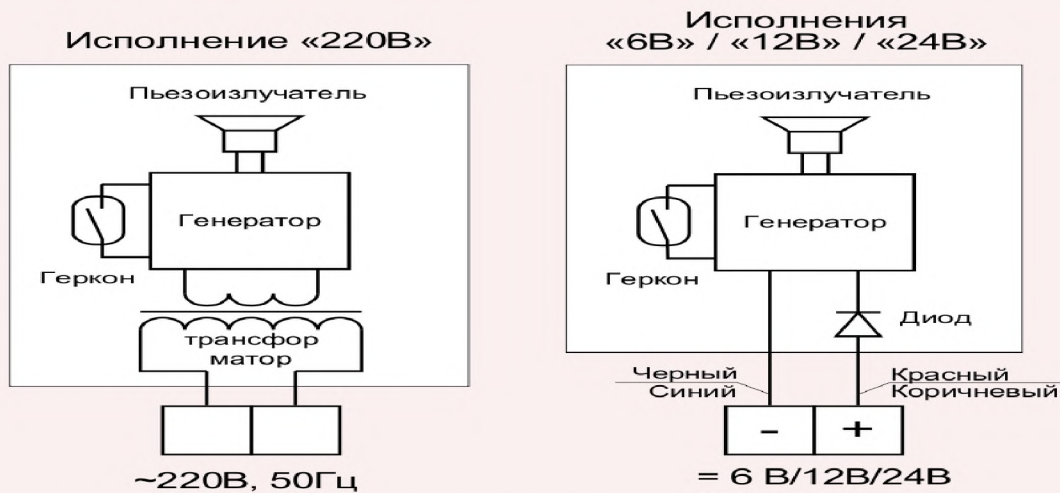 Исполнение «220В»
Пьезоизлучатель
Генератор
Геркон
трансфор
матор
~220В, 50Гц
Исполнения
«6В» / «12В» / «24В»
Пьезоизлучатель
Генератор
Геркон
Диод
Черный
Синий
Красный
Коричневый
- +
= 6 В/12В/24В